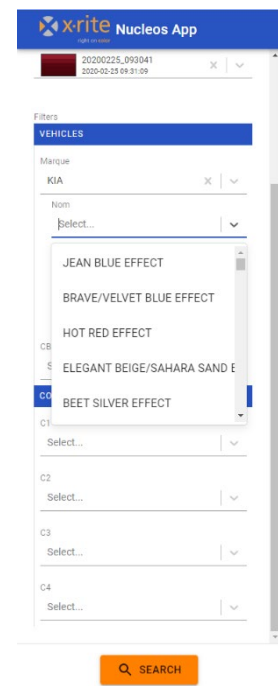 x·rite Nucleos App
right on color
20200225_093041
2020-02-25 09:31:09
Filters
VEHICLES
Marque
KIA
Nom
Select...
JEAN BLUE EFFECT
BRAVE/VELVET BLUE EFFECT
HOT RED EFFECT
CB
ELEGANT BEIGE/SAHARA SAND E
S
CO
BEET SILVER EFFECT
C1
Select...
C2
Select...
C3
Select...
C4
Select...
SEARCH